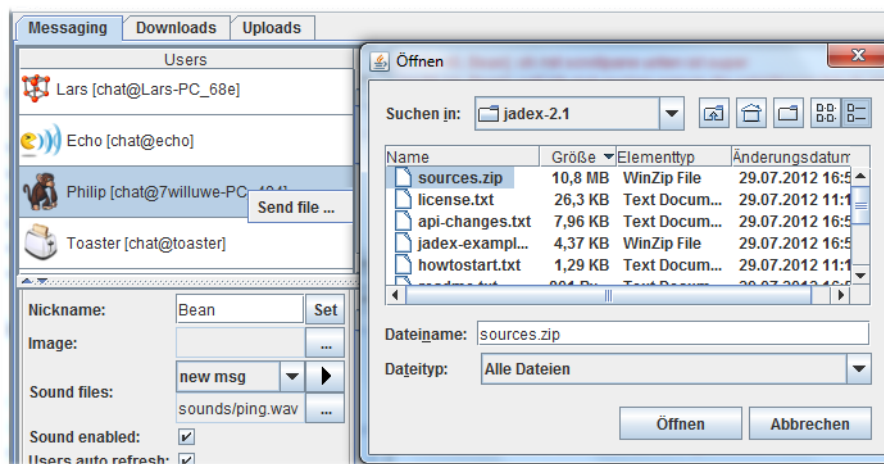 Messaging Downloads Uploads
Users
Lars [chat@Lars-PC_68e]
Echo [chat@echo]
Philip [chat@7willuwe-PC_
Send file ...
Toaster [chat@toaster]
Nickname: Bean Set
Image: ...
Sound files: new msg
sounds/ping.wav ...
Sound enabled:
Users auto refresh:
Öffnen
Suchen in: jadex-2.1
Name Größe Elementtyp Änderungsdatum
sources.zip 10,8 MB WinZip File 29.07.2012 16:5
license.txt 26,3 KB Text Docum... 29.07.2012 11:1
api-changes.txt 7,96 KB Text Docum... 29.07.2012 16:5
jadex-exampl... 4,37 KB WinZip File 29.07.2012 16:5
howtostart.txt 1,29 KB Text Docum... 29.07.2012 11:1
Dateiname: sources.zip
Dateityp: Alle Dateien
Öffnen Abbrechen